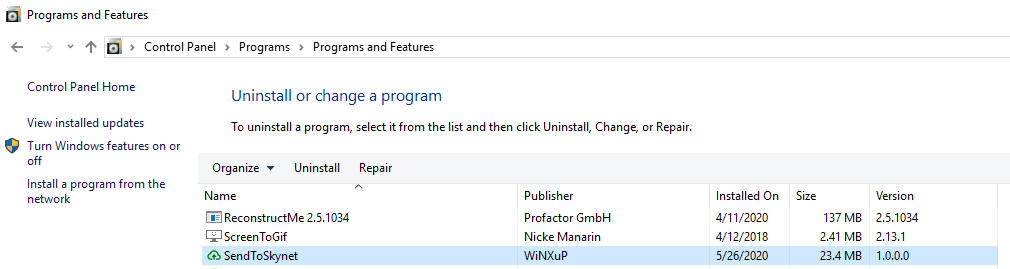 Programs and Features
Control Panel > Programs > Programs and Features
Control Panel Home
Uninstall or change a program
View installed updates
To uninstall a program, select it from the list and then click Uninstall, Change, or Repair.
Turn Windows features on or
off
Install a program from the
network
Organize Uninstall Repair
Name Publisher Installed On Size Version
ReconstructMe 2.5.1034 Profactor GmbH 4/11/2020 137 MB 2.5.1034
ScreenToGif Nicke Manarin 4/12/2018 2.41 MB 2.13.1
SendToSkynet WiNXuP 5/26/2020 23.4 MB 1.0.0.0